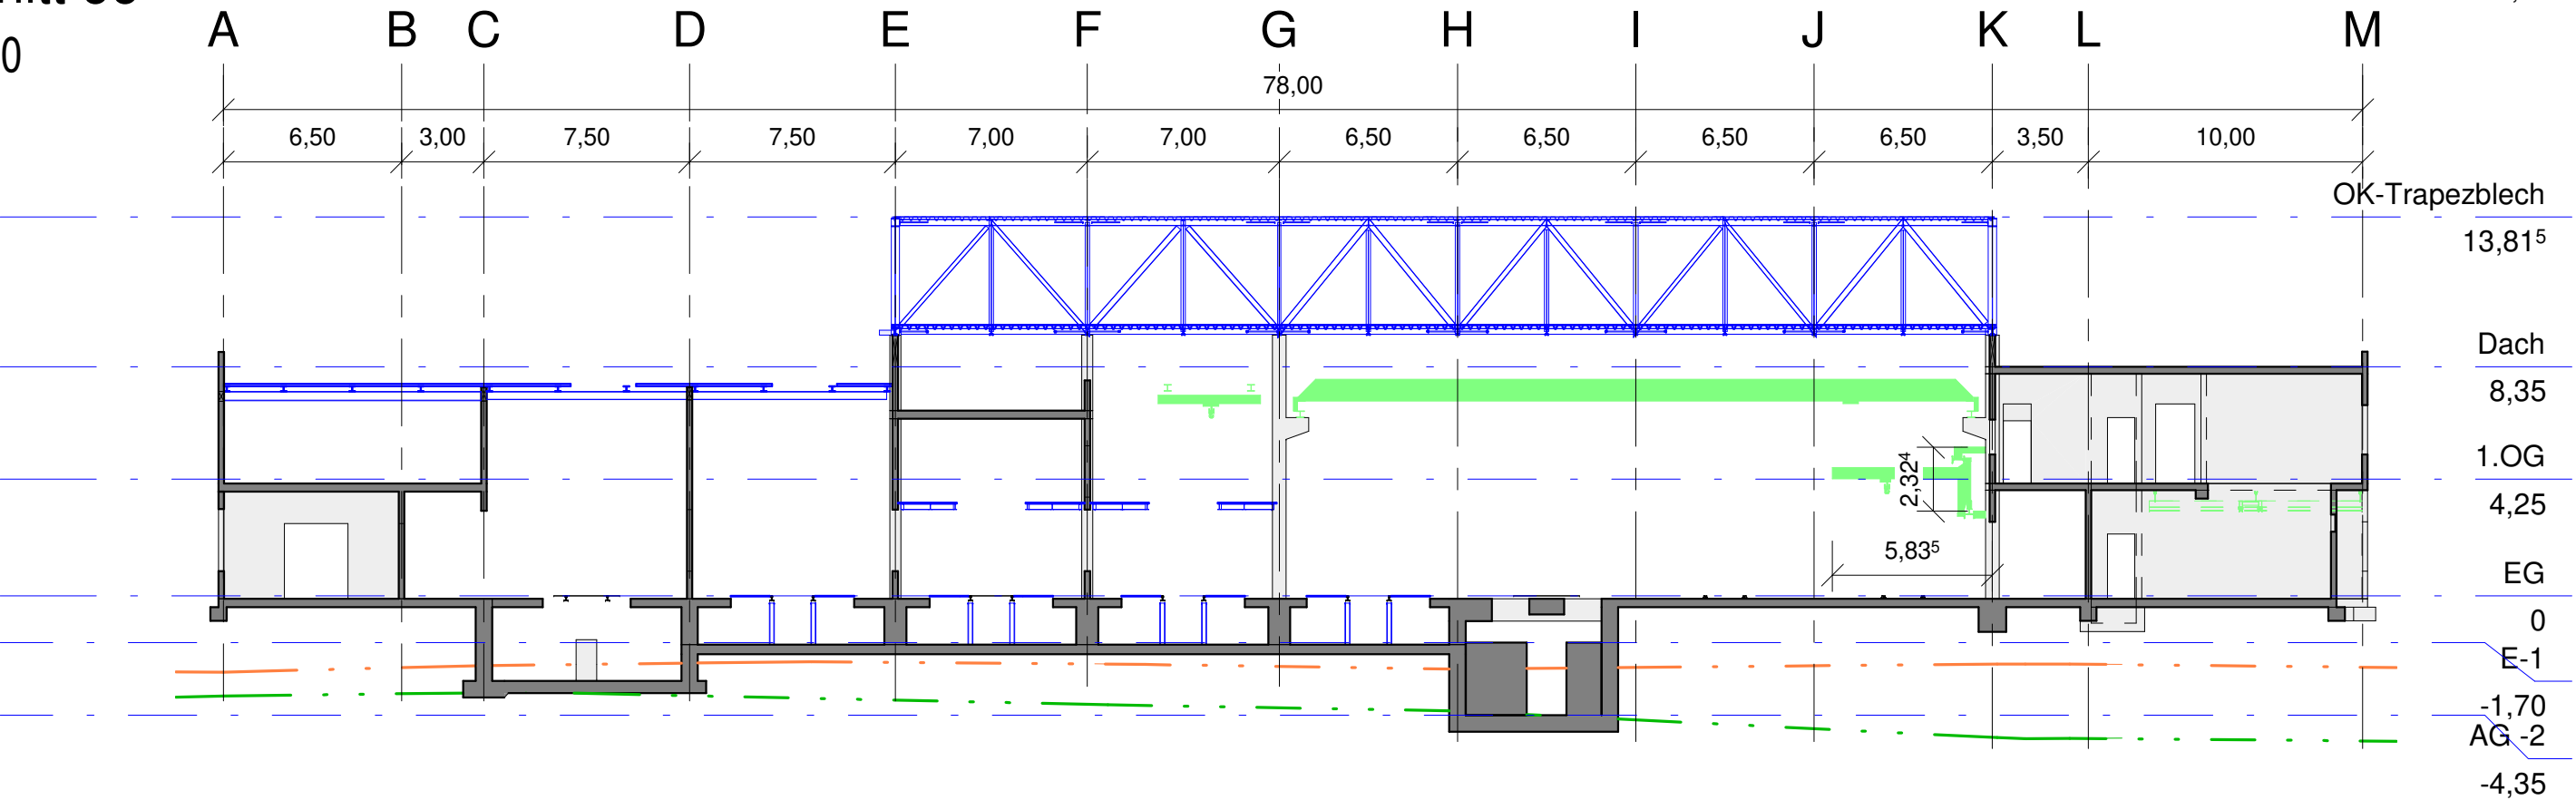 A B C D E F G H I J K L M
0
78,00
6,50 3,00 7,50 7,50 7,00 7,00 6,50 6,50 6,50 6,50 3,50 10,00
OK-Trapezblech
13,81⁵
Dach
8,35
1.OG
2,32⁴
4,25
5,83⁵
EG
0
E-1
-1,70
AG -2
-4,35